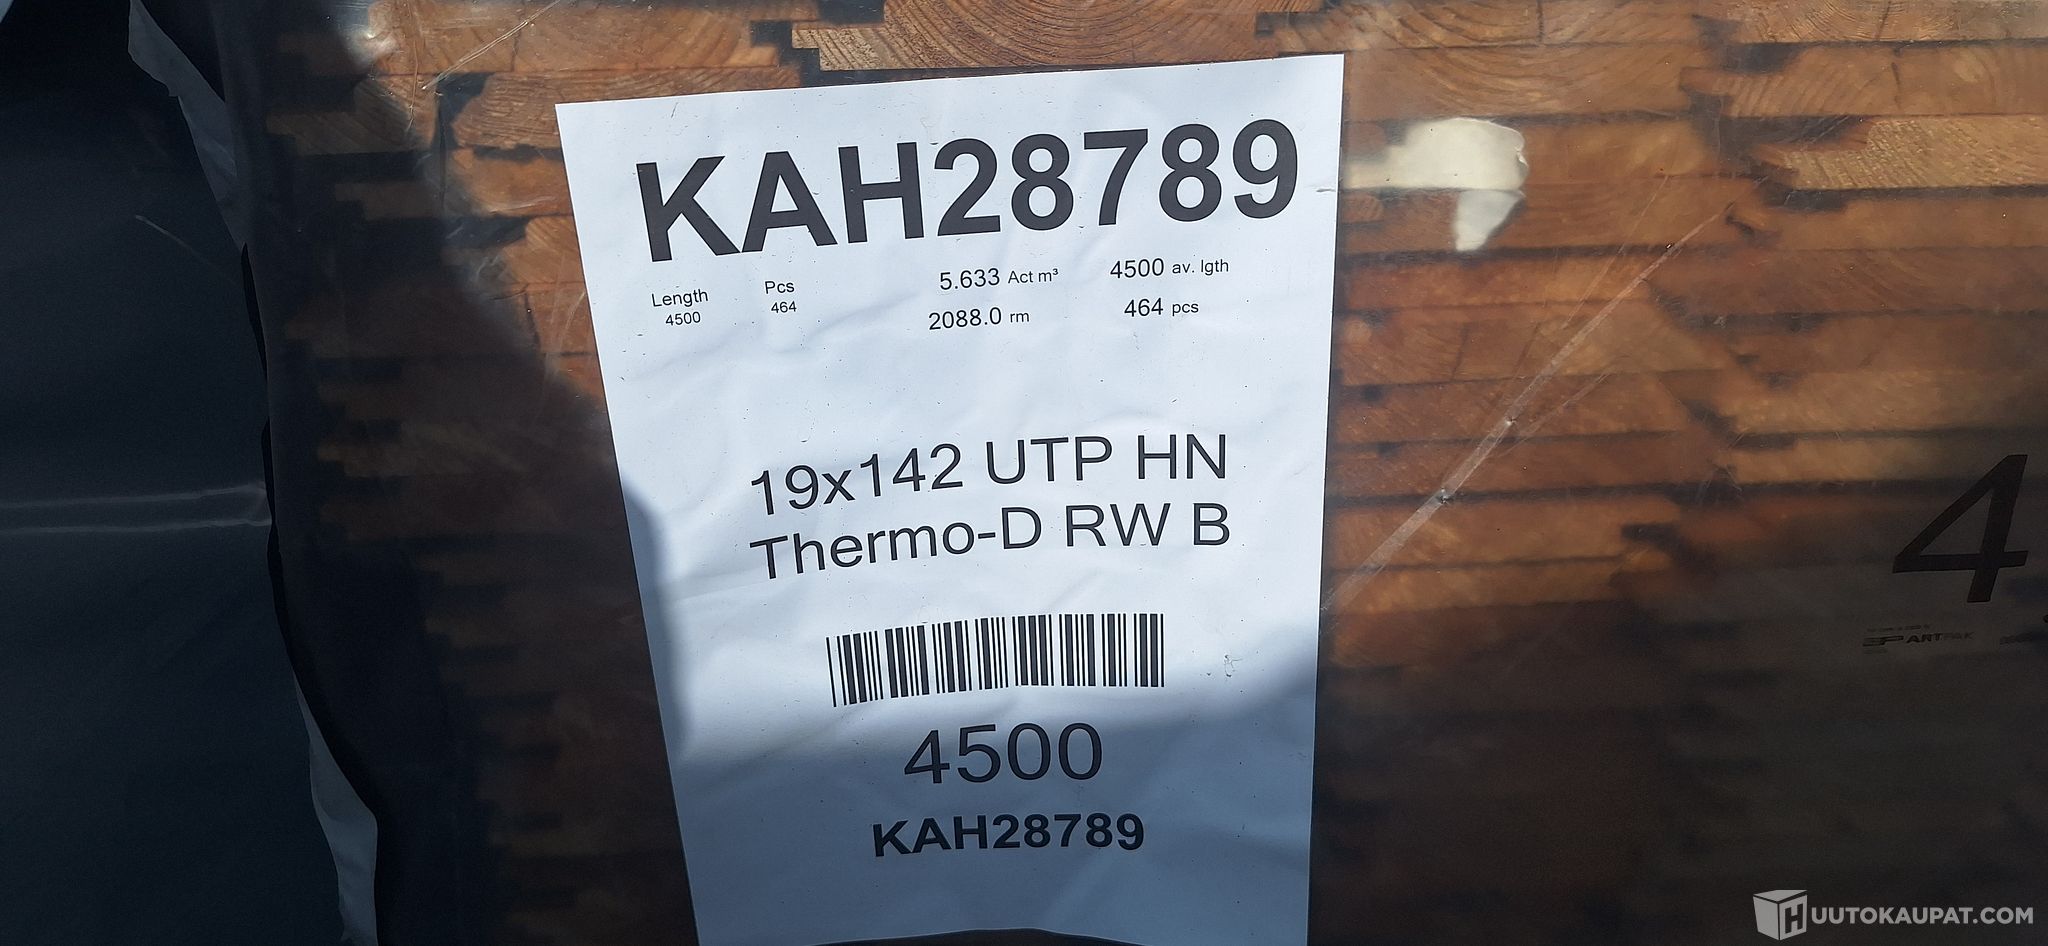 KAH28789
Length Pcs 5.633 Act m³ 4500 av. lgth
4500 464 2088.0 rm 464 pcs
19x142 UTP HN
Thermo-D RW B
4500
KAH28789
4
ARTPAK
HUUTOKAUPAT.COM